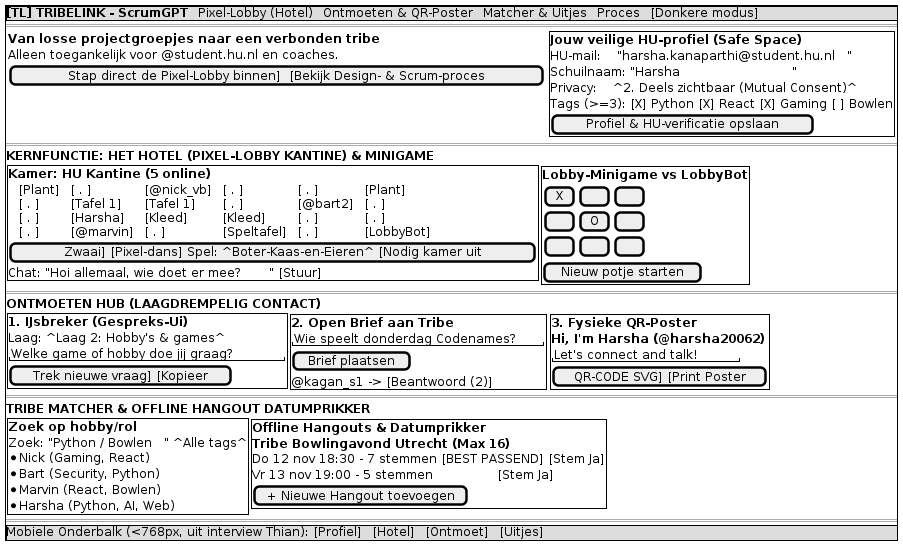 [TL] TRIBELINK - ScrumGPT Pixel-Lobby (Hotel) Ontmoeten & QR-Poster Matcher & Uitjes Proces [Donkere modus]
Van losse projectgroepjes naar een verbonden tribe
Alleen toegankelijk voor @student.hu.nl en coaches.
Stap direct de Pixel-Lobby binnen] [Bekijk Design- & Scrum-proces
Jouw veilige HU-profiel (Safe Space)
HU-mail: "harsha.kanaparthi@student.hu.nl "
Schuilnaam: "Harsha "
Privacy: ^2. Deels zichtbaar (Mutual Consent)^
Tags (>=3): [X] Python [X] React [X] Gaming [ ] Bowlen
Profiel & HU-verificatie opslaan
KERNFUNCTIE: HET HOTEL (PIXEL-LOBBY KANTINE) & MINIGAME
Kamer: HU Kantine (5 online)
[Plant] [ . ] [@nick_vb] [ . ] [ . ] [Plant]
[ . ] [Tafel 1] [Tafel 1] [ . ] [@bart2] [ . ]
[ . ] [Harsha] [Kleed] [Kleed] [ . ] [ . ]
[ . ] [@marvin] [ . ] [Speltafel] [ . ] [LobbyBot]
Zwaai] [Pixel-dans] Spel: ^Boter-Kaas-en-Eieren^ [Nodig kamer uit
Chat: "Hoi allemaal, wie doet er mee? " [Stuur]
Lobby-Minigame vs LobbyBot
X
O
Nieuw potje starten
ONTMOETEN HUB (LAAGDREMPELIG CONTACT)
1. IJsbreker (Gespreks-Ui)
Laag: ^Laag 2: Hobby's & games^
Welke game of hobby doe jij graag?
Trek nieuwe vraag] [Kopieer
2. Open Brief aan Tribe
Wie speelt donderdag Codenames?
Brief plaatsen
@kagan_s1 -> [Beantwoord (2)]
3. Fysieke QR-Poster
Hi, I'm Harsha (@harsha20062)
Let's connect and talk!
QR-CODE SVG] [Print Poster
TRIBE MATCHER & OFFLINE HANGOUT DATUMPRIKKER
Zoek op hobby/rol
Zoek: "Python / Bowlen " ^Alle tags^
• Nick (Gaming, React)
• Bart (Security, Python)
• Marvin (React, Bowlen)
• Harsha (Python, AI, Web)
Offline Hangouts & Datumprikker
Tribe Bowlingavond Utrecht (Max 16)
Do 12 nov 18:30 - 7 stemmen [BEST PASSEND] [Stem Ja]
Vr 13 nov 19:00 - 5 stemmen [Stem Ja]
+ Nieuwe Hangout toevoegen
Mobiele Onderbalk (<768px, uit interview Thian): [Profiel] [Hotel] [Ontmoet] [Uitjes]